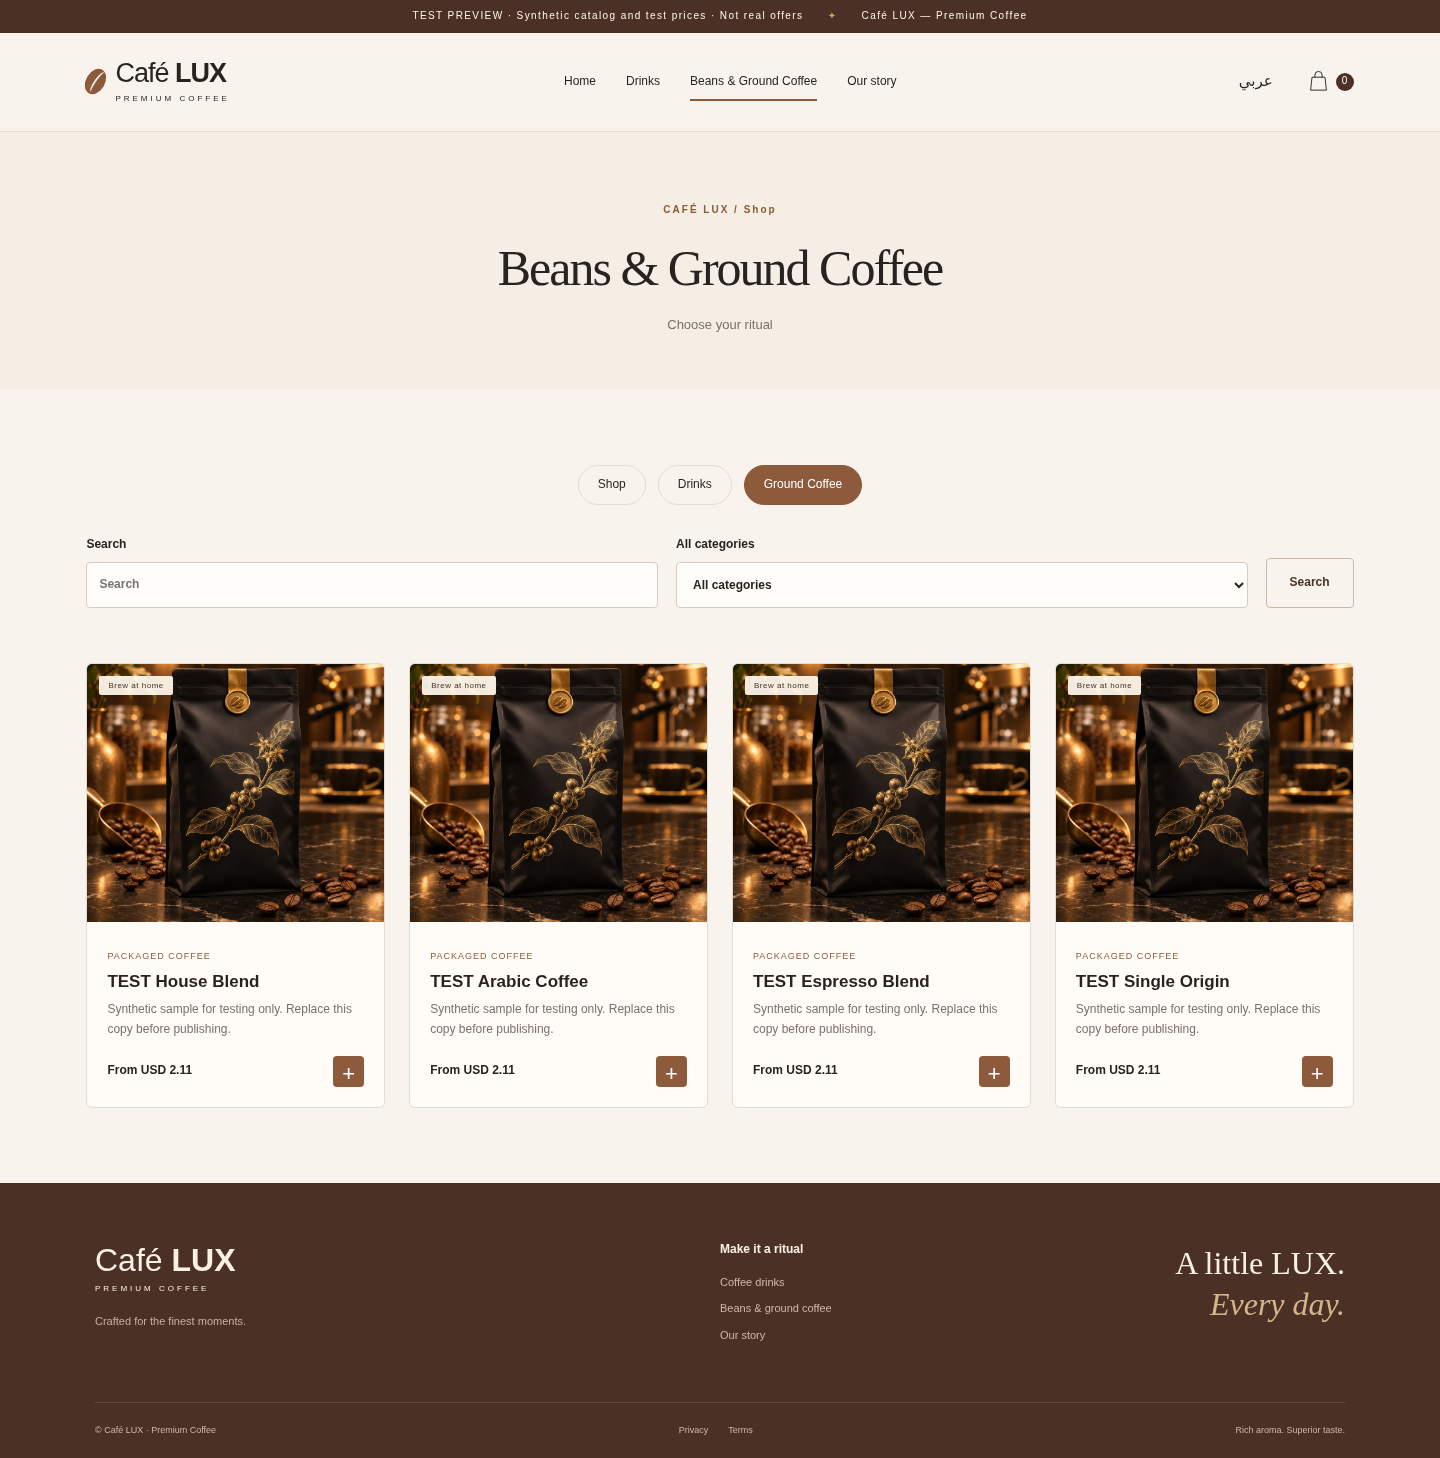 TEST PREVIEW · Synthetic catalog and test prices · Not real offers ✦ Café LUX — Premium Coffee
Café LUX
PREMIUM COFFEE
Home Drinks Beans & Ground Coffee Our story
عربي
0
CAFÉ LUX / Shop
Beans & Ground Coffee
Choose your ritual
Shop Drinks Ground Coffee
Search
All categories
Search
All categories
Search
Brew at home
Brew at home
Brew at home
Brew at home
PACKAGED COFFEE
TEST House Blend
Synthetic sample for testing only. Replace this
copy before publishing.
From USD 2.11
+
PACKAGED COFFEE
TEST Arabic Coffee
Synthetic sample for testing only. Replace this
copy before publishing.
From USD 2.11
+
PACKAGED COFFEE
TEST Espresso Blend
Synthetic sample for testing only. Replace this
copy before publishing.
From USD 2.11
+
PACKAGED COFFEE
TEST Single Origin
Synthetic sample for testing only. Replace this
copy before publishing.
From USD 2.11
+
Café LUX
PREMIUM COFFEE
Crafted for the finest moments.
Make it a ritual
Coffee drinks
Beans & ground coffee
Our story
A little LUX.
Every day.
© Café LUX · Premium Coffee
Privacy Terms
Rich aroma. Superior taste.